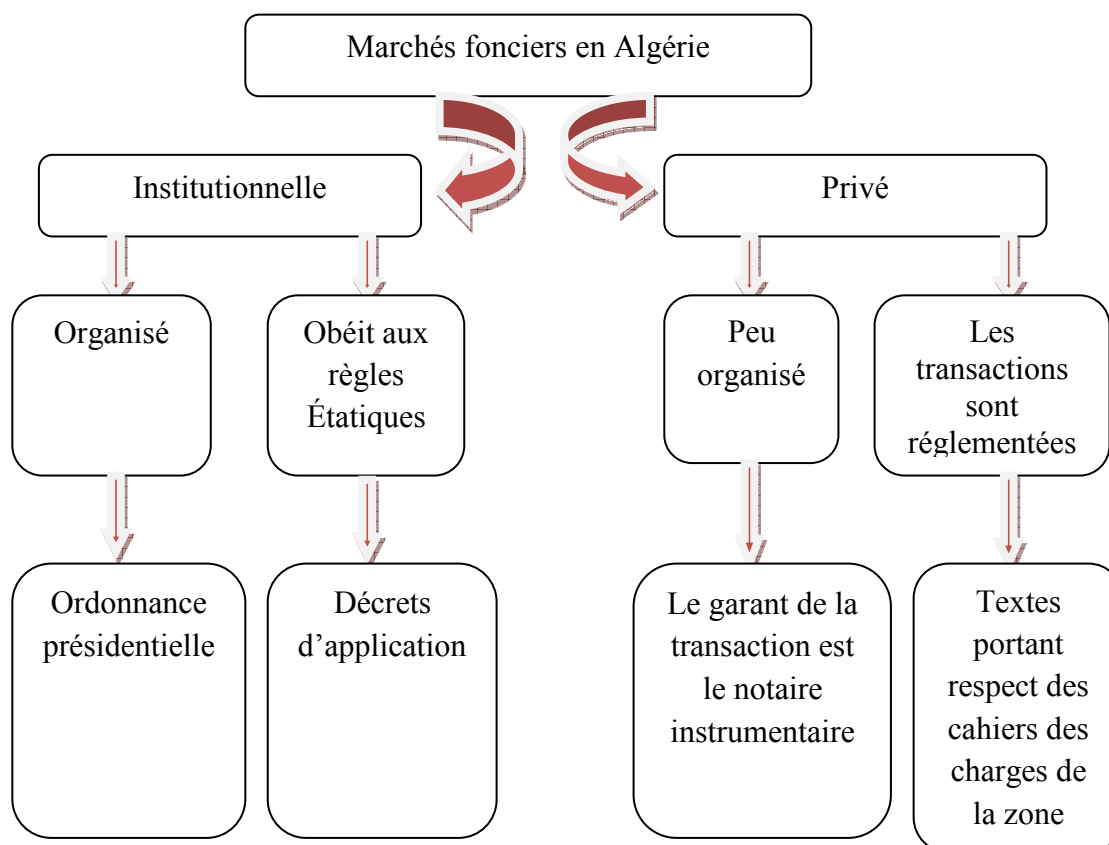 Marchés fonciers en Algérie
Institutionnelle
Privé
Organisé
Obéit aux
règles
Étatiques
Peu
organisé
Les
transactions
sont
réglementées
Ordonnance
présidentielle
Décrets
d’application
Le garant de la
transaction est
le notaire
instrumentaire
Textes
portant
respect des
cahiers des
charges de
la zone